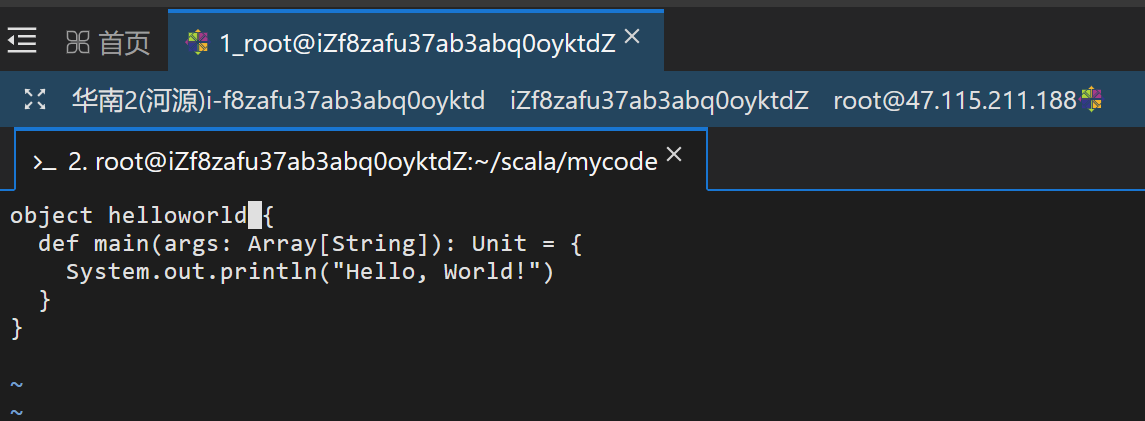 首页 1_root@iZf8zafu37ab3abq0oyktdZ
华南2(河源)i-f8zafu37ab3abq0oyktd iZf8zafu37ab3abq0oyktdZ root@47.115.211.188
>_ 2. root@iZf8zafu37ab3abq0oyktdZ:~/scala/mycode
object helloworld {
  def main(args: Array[String]): Unit = {
    System.out.println("Hello, World!")
  }
}
~
~